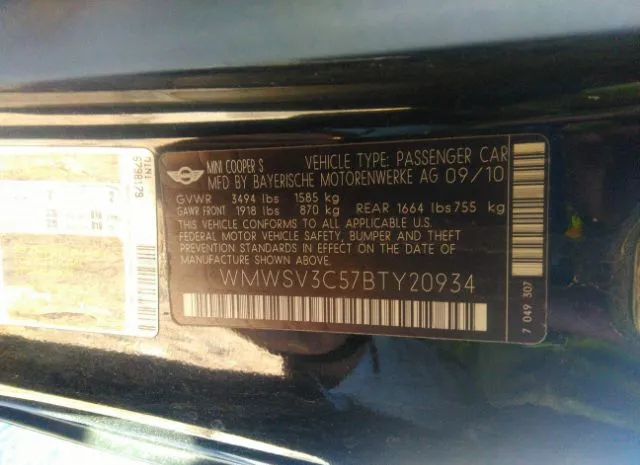 MINI COOPER S VEHICLE TYPE: PASSENGER CAR
MFD BY BAYERISCHE MOTORENWERKE AG 09/10
GVWR 3494 lbs 1585 kg
GAWR FRONT 1918 lbs 870 kg REAR 1664 lbs 755 kg
THIS VEHICLE CONFORMS TO ALL APPLICABLE U.S.
FEDERAL MOTOR VEHICLE SAFETY, BUMPER AND THEFT
PREVENTION STANDARDS IN EFFECT ON THE DATE OF
MANUFACTURE SHOWN ABOVE.
WMWSV3C57BTY20934
7 049 307
MINI